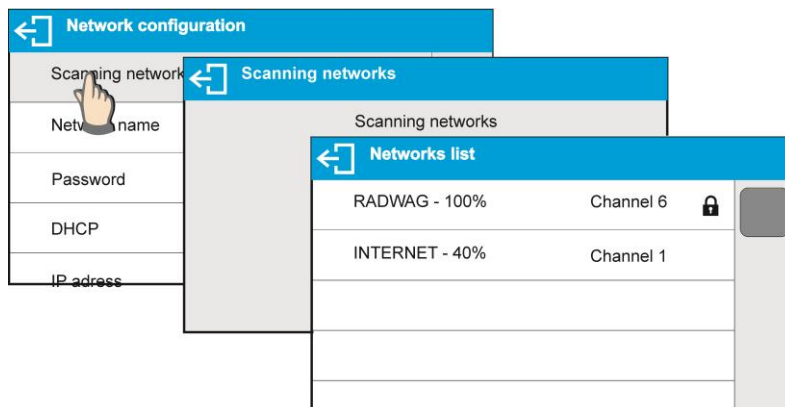 Network configuration
Scanning network
Network name
Password
DHCP
IP adress
Scanning networks
Scanning networks
Networks list
RADWAG - 100% Channel 6
INTERNET - 40% Channel 1